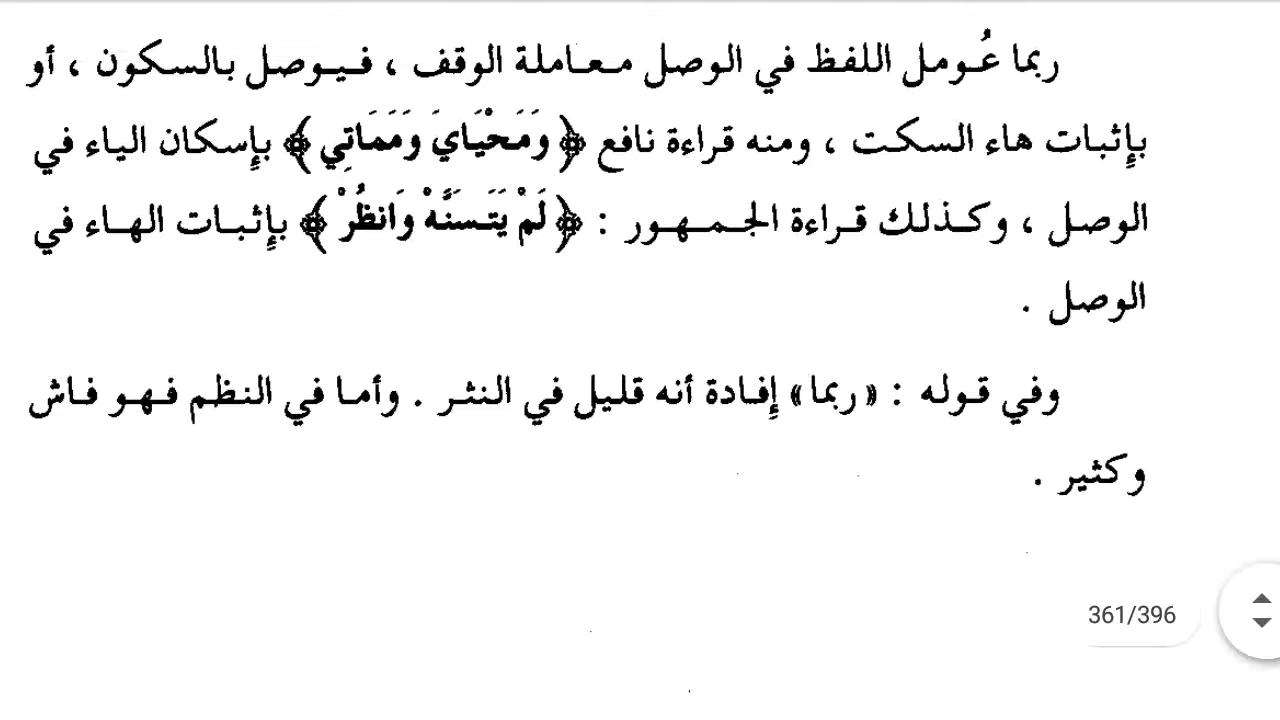 ربما عُومل اللفظ في الوصل معاملة الوقف ، فيوصل بالسكون ، أو
بإثبات هاء السكت ، ومنه قراءة نافع ﴿ وَمَحْيَايَ وَمَمَاتِي ﴾ بإسكان الياء في
الوصل ، وكذلك قراءة الجمهور : ﴿ لَمْ يَتَسَنَّهْ وَانظُرْ ﴾ بإثبات الهاء في
الوصل .
وفي قوله : « ربما » إفادة أنه قليل في النثر . وأما في النظم فهو فاش
وكثير .
361/396